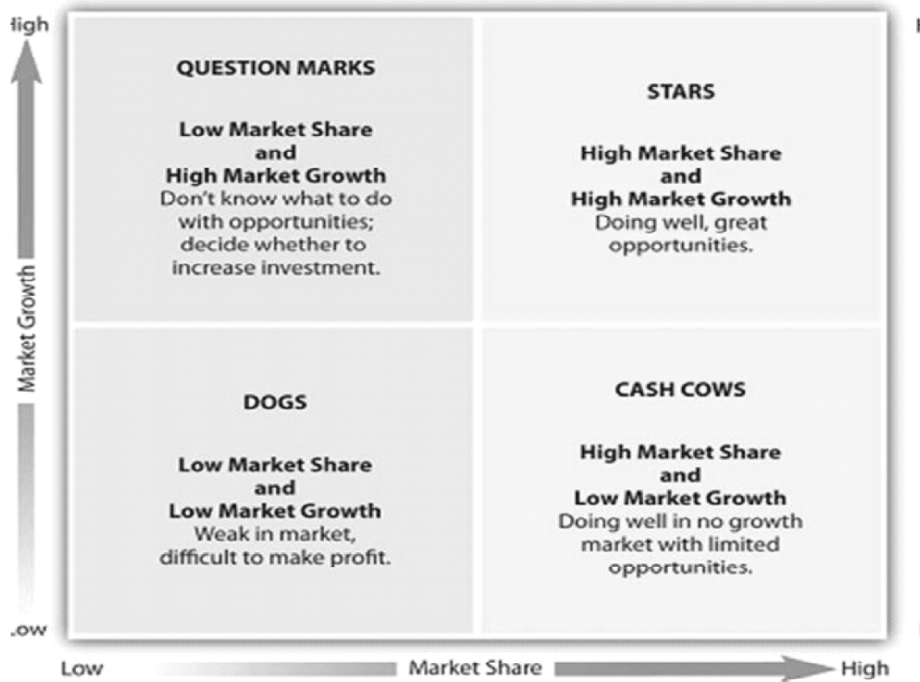 High
QUESTION MARKS
Low Market Share
and
High Market Growth
Don't know what to do
with opportunities;
decide whether to
increase investment.
STARS
High Market Share
and
High Market Growth
Doing well, great
opportunities.
Market Growth
DOGS
Low Market Share
and
Low Market Growth
Weak in market,
difficult to make profit.
CASH COWS
High Market Share
and
Low Market Growth
Doing well in no growth
market with limited
opportunities.
Low
Low
Market Share
High